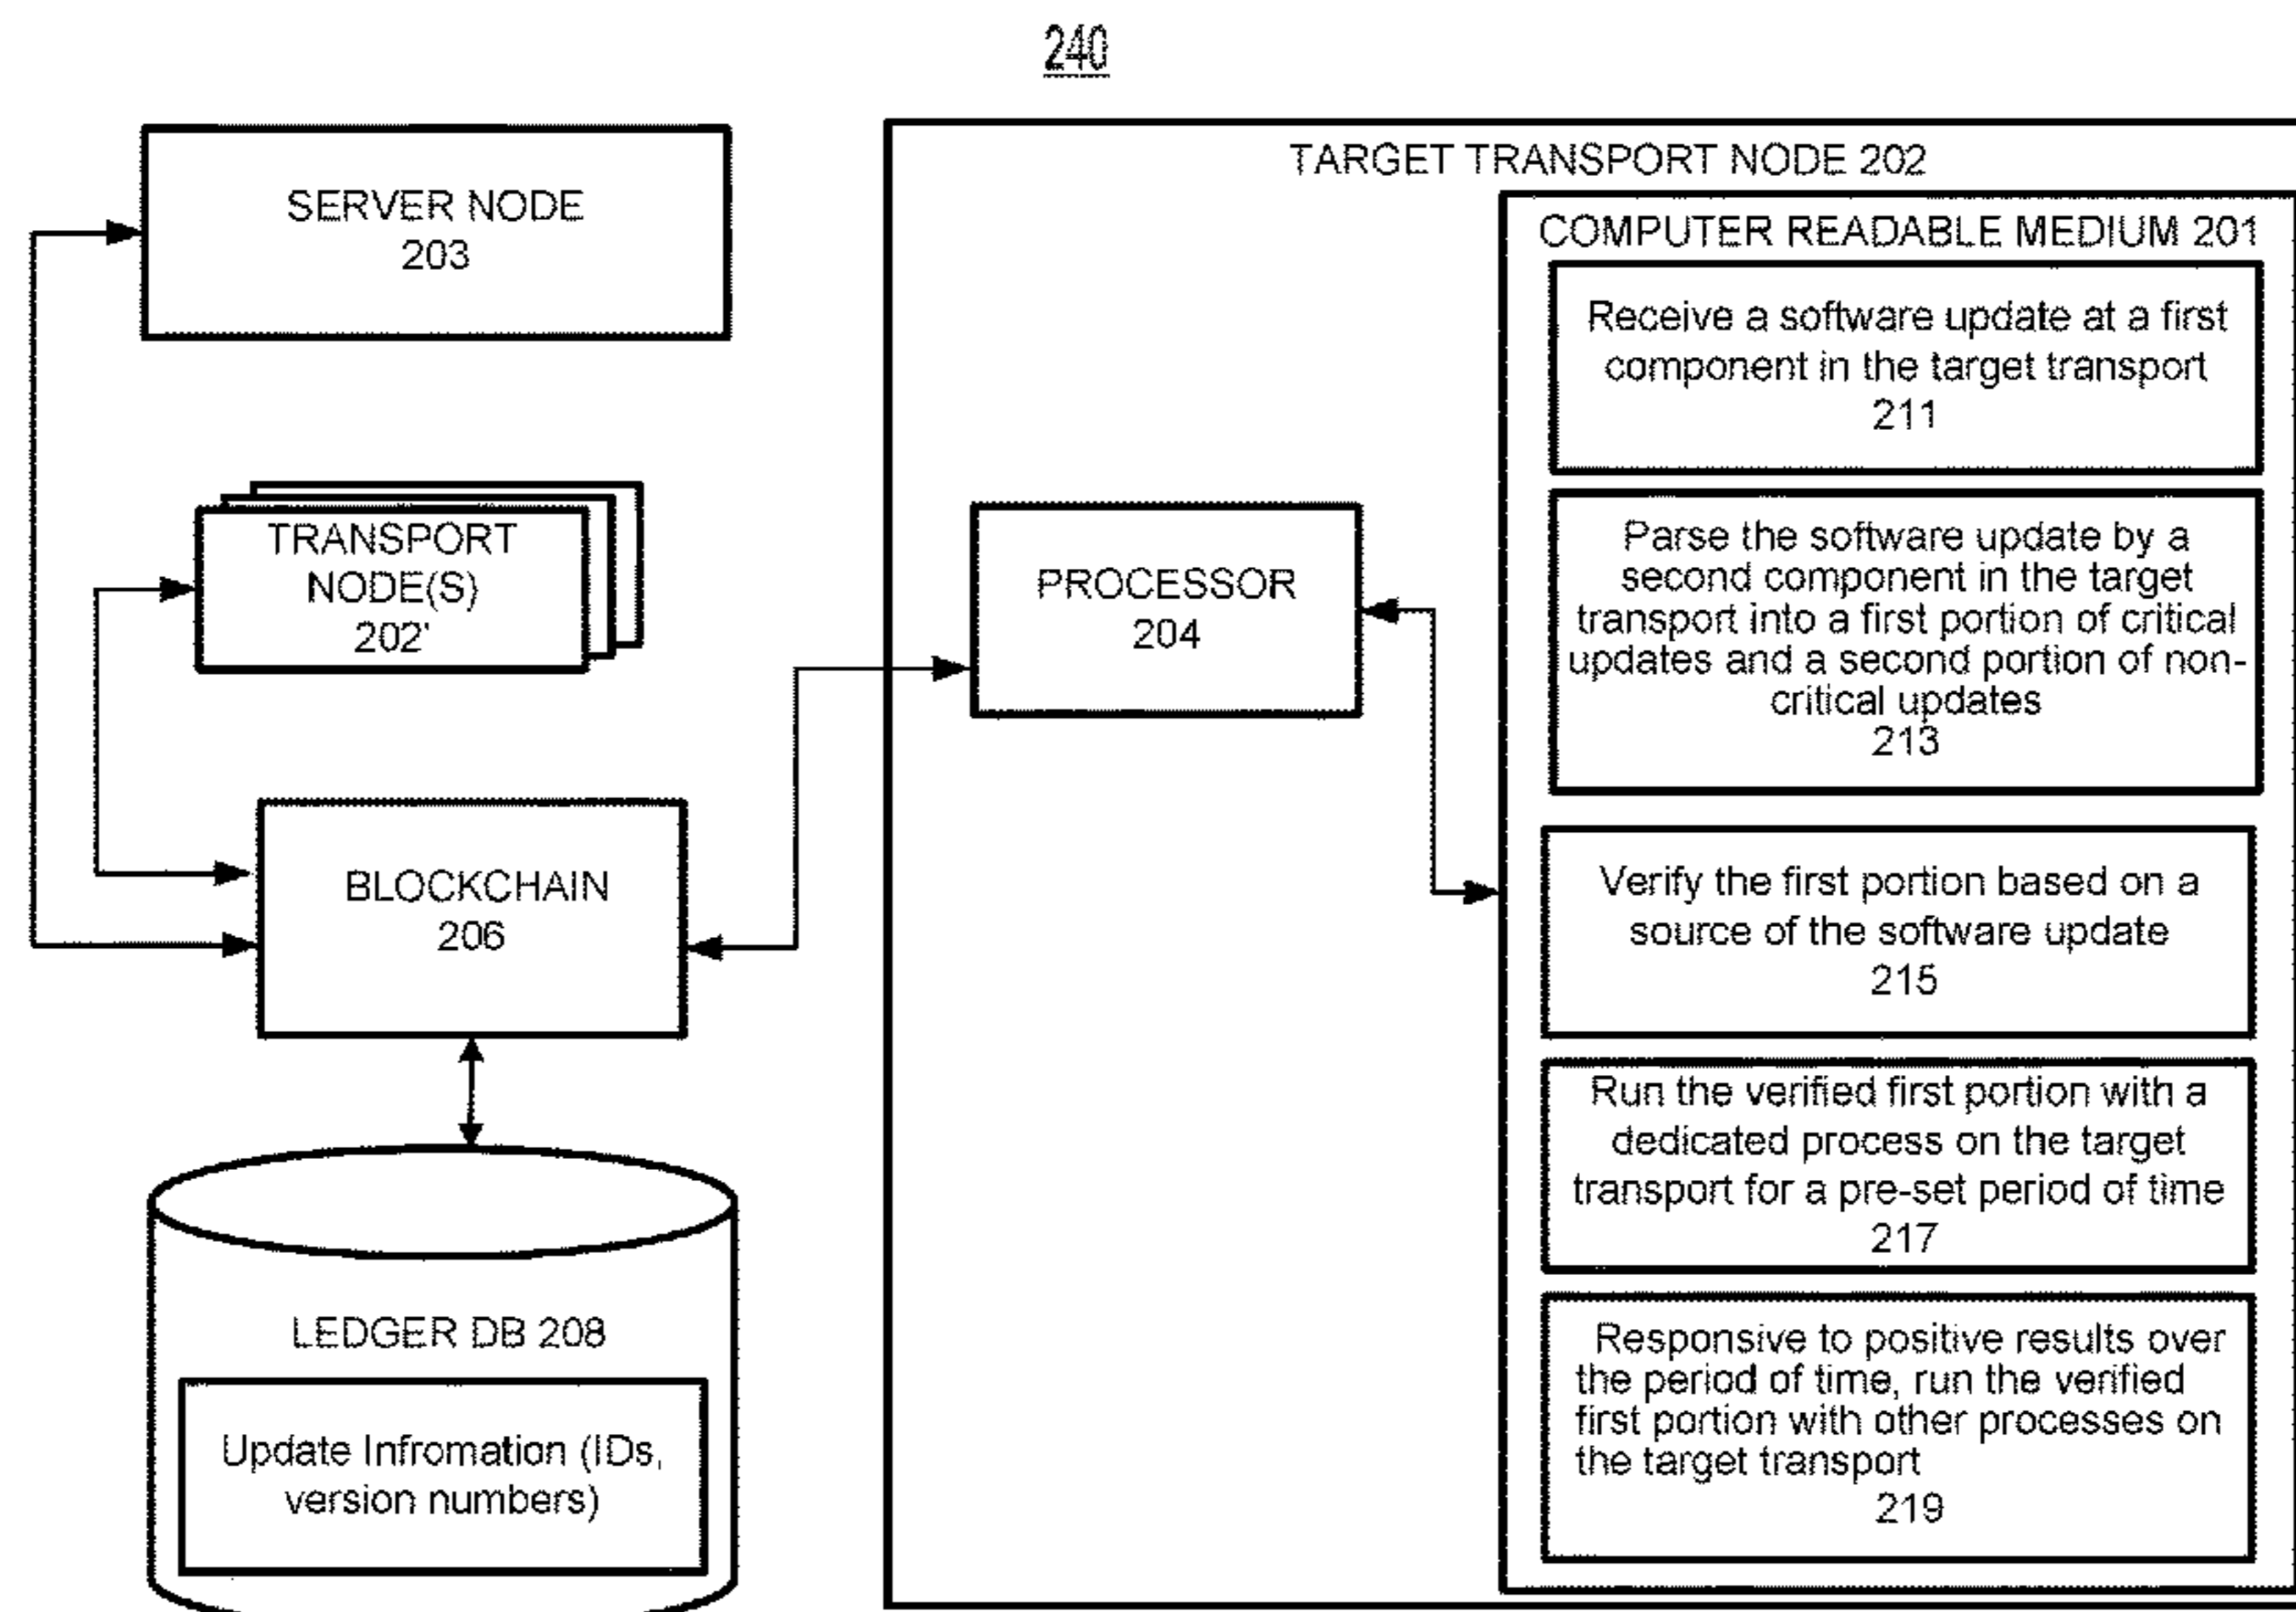 240
SERVER NODE
203
TRANSPORT
NODE(S)
202'
BLOCKCHAIN
206
LEDGER DB 208
Update Infromation (IDs,
version numbers)
TARGET TRANSPORT NODE 202
PROCESSOR
204
COMPUTER READABLE MEDIUM 201
Receive a software update at a first
component in the target transport
211
Parse the software update by a
second component in the target
transport into a first portion of critical
updates and a second portion of non-
critical updates
213
Verify the first portion based on a
source of the software update
215
Run the verified first portion with a
dedicated process on the target
transport for a pre-set period of time
217
Responsive to positive results over
the period of time, run the verified
first portion with other processes on
the target transport
219